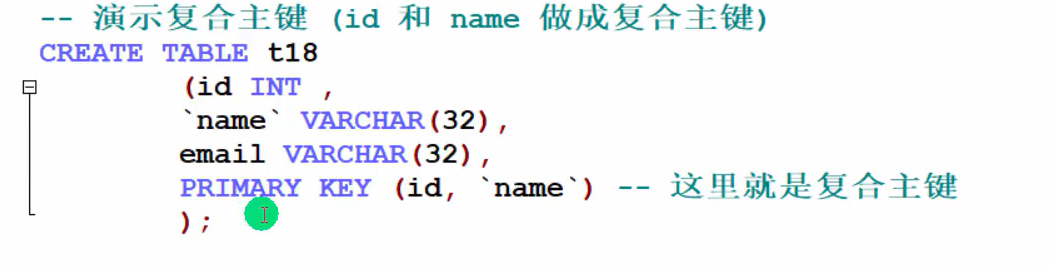 -- 演示复合主键 (id 和 name 做成复合主键)
CREATE TABLE t18
(id INT ,
`name` VARCHAR(32),
email VARCHAR(32),
PRIMARY KEY (id, `name`) -- 这里就是复合主键
);